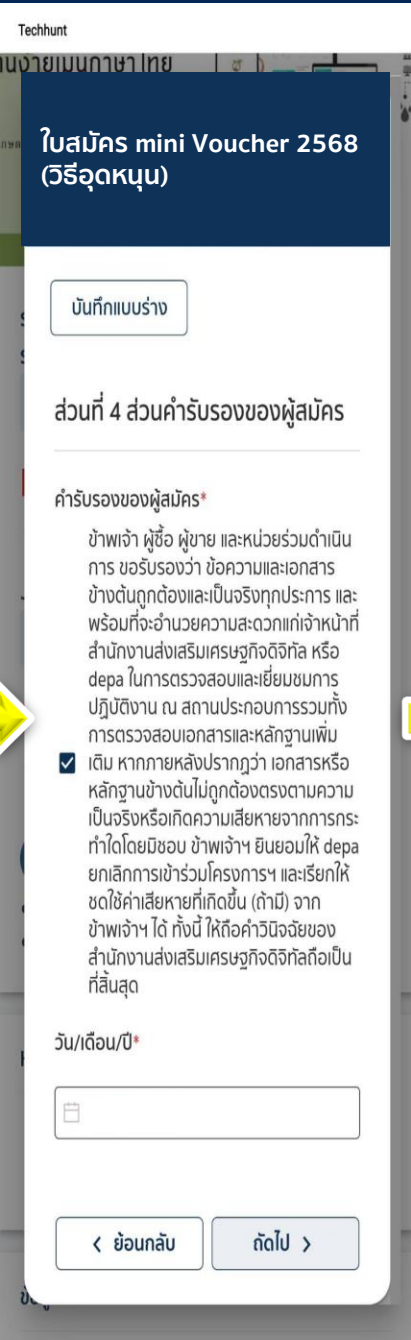 Techhunt
ใบสมัคร mini Voucher 2568
(วิธีอุดหนุน)
บันทึกแบบร่าง
ส่วนที่ 4 ส่วนคำรับรองของผู้สมัคร
คำรับรองของผู้สมัคร*
ข้าพเจ้า ผู้ซื้อ ผู้ขาย และหน่วยร่วมดำเนิน
การ ขอรับรองว่า ข้อความและเอกสาร
ข้างต้นถูกต้องและเป็นจริงทุกประการ และ
พร้อมที่จะอำนวยความสะดวกแก่เจ้าหน้าที่
สำนักงานส่งเสริมเศรษฐกิจดิจิทัล หรือ
depa ในการตรวจสอบและเยี่ยมชมการ
ปฏิบัติงาน ณ สถานประกอบการรวมทั้ง
การตรวจสอบเอกสารและหลักฐานเพิ่ม
เติม หากภายหลังปรากฏว่า เอกสารหรือ
หลักฐานข้างต้นไม่ถูกต้องตรงตามความ
เป็นจริงหรือเกิดความเสียหายจากการกระ
ทำใดโดยมิชอบ ข้าพเจ้าฯ ยินยอมให้ depa
ยกเลิกการเข้าร่วมโครงการฯ และเรียกให้
ชดใช้ค่าเสียหายที่เกิดขึ้น (ถ้ามี) จาก
ข้าพเจ้าฯ ได้ ทั้งนี้ ให้ถือคำวินิจฉัยของ
สำนักงานส่งเสริมเศรษฐกิจดิจิทัลถือเป็น
ที่สิ้นสุด
วัน/เดือน/ปี*
ย้อนกลับ
ถัดไป